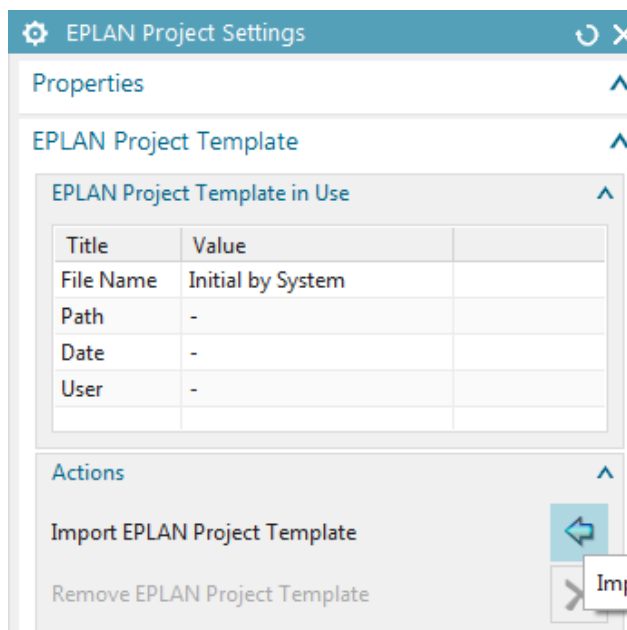 EPLAN Project Settings
Properties
EPLAN Project Template
EPLAN Project Template in Use
Title Value
File Name Initial by System
Path -
Date -
User -
Actions
Import EPLAN Project Template
Imp
Remove EPLAN Project Template